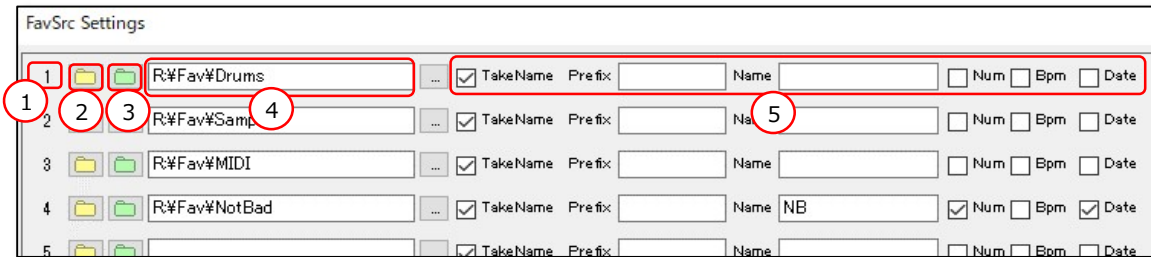 FavSrc Settings
1 R:¥Fav¥Drums ... TakeName Prefix Name Num Bpm Date
1 2 3 4 5
2 R:¥Fav¥Samp ... TakeName Prefix Na Num Bpm Date
3 R:¥Fav¥MIDI ... TakeName Prefix Name Num Bpm Date
4 R:¥Fav¥NotBad ... TakeName Prefix Name NB Num Bpm Date
5 TakeName Prefix Name Num Bpm Date